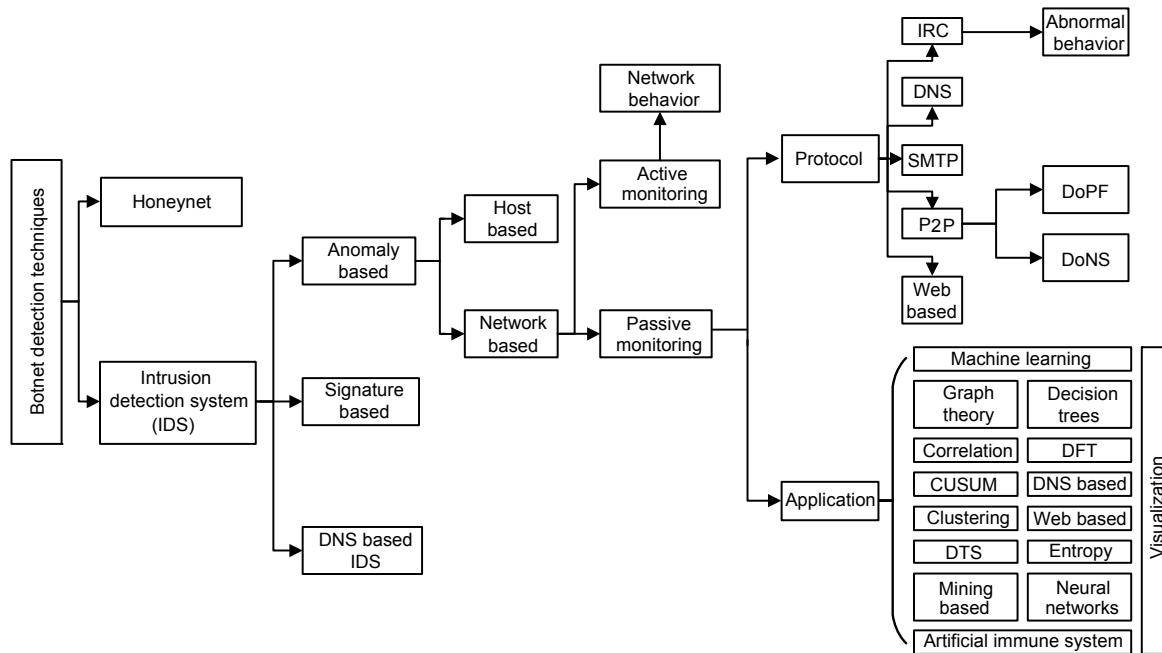 Botnet detection techniques
Honeynet
Intrusion
detection system
(IDS)
Anomaly
based
Signature
based
DNS based
IDS
Host
based
Network
based
Network
behavior
Active
monitoring
Passive
monitoring
Protocol
Application
IRC
Abnormal
behavior
DNS
SMTP
P2P
DoPF
DoNS
Web
based
Machine learning
Graph
theory
Decision
trees
Correlation
DFT
CUSUM
DNS based
Clustering
Web based
DTS
Entropy
Mining
based
Neural
networks
Artificial immune system
Visualization